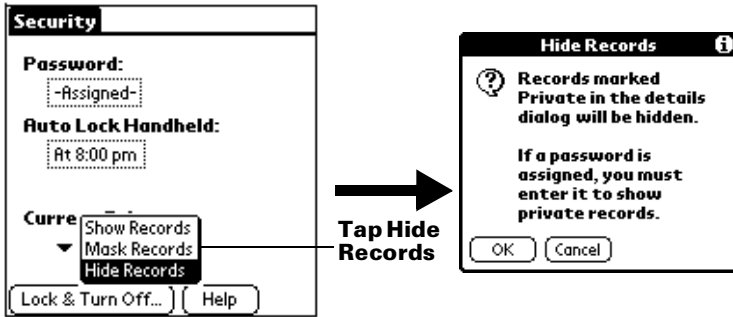 Security
Password:
-Assigned-
Auto Lock Handheld:
At 8:00 pm
Show Records
Mask Records
Hide Records
Lock & Turn Off...
Help
Tap Hide
Records
Hide Records
Records marked
Private in the details
dialog will be hidden.
If a password is
assigned, you must
enter it to show
private records.
OK
Cancel